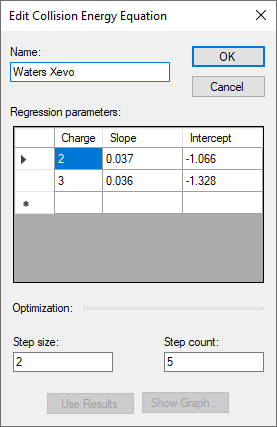 Edit Collision Energy Equation
Name:
Waters Xevo
OK
Cancel
Regression parameters:
Charge Slope Intercept
2 0.037 -1.066
3 0.036 -1.328
Optimization:
Step size: Step count:
2 5
Use Results Show Graph...